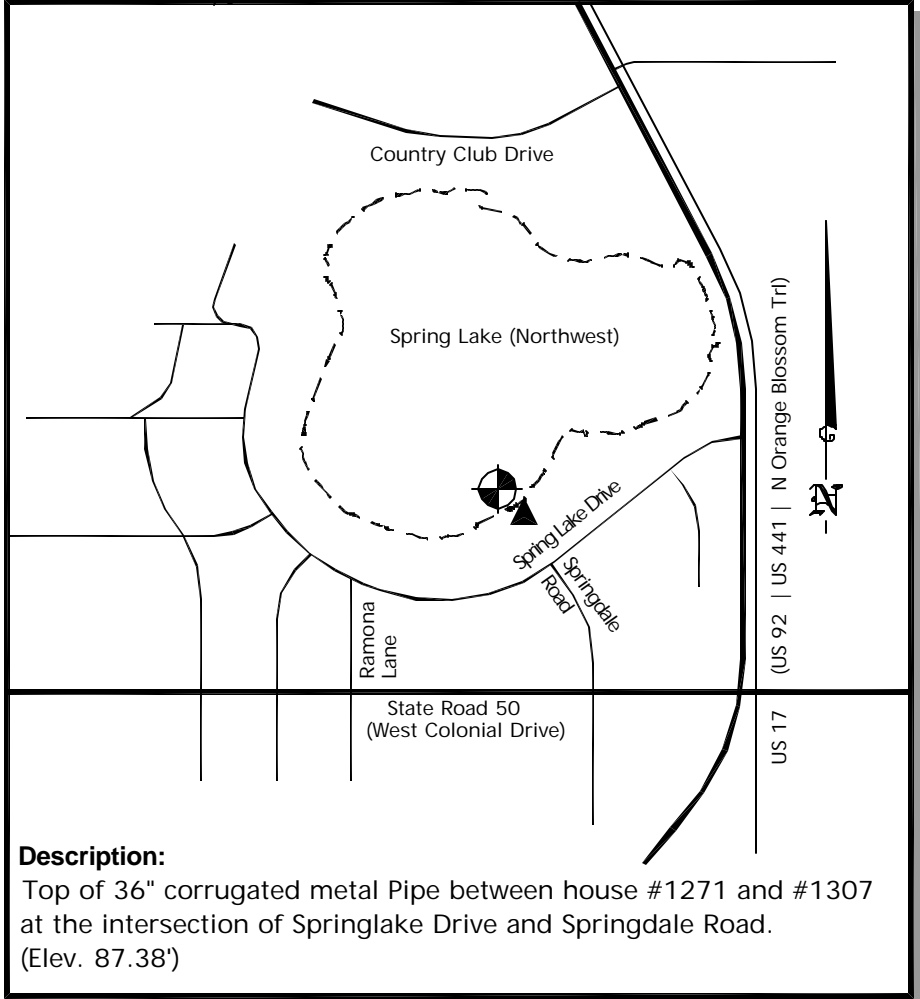 Country Club Drive
Spring Lake (Northwest)
(US 92 | US 441 | N Orange Blossom Trl)
Spring Lake Drive
Springdale
Road
Ramona
Lane
State Road 50
(West Colonial Drive)
US 17
N
Description:
Top of 36" corrugated metal Pipe between house #1271 and #1307
at the intersection of Springlake Drive and Springdale Road.
(Elev. 87.38')